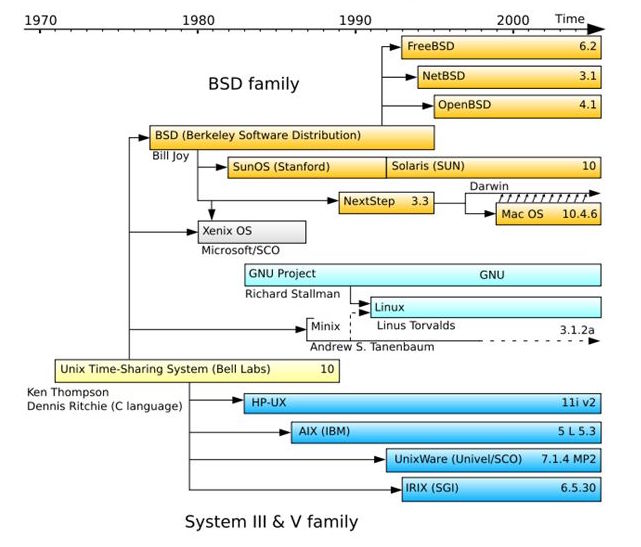 1970 1980 1990 2000 Time
FreeBSD 6.2
BSD family
NetBSD 3.1
OpenBSD 4.1
BSD (Berkeley Software Distribution)
Bill Joy
SunOS (Stanford) Solaris (SUN) 10
Darwin
NextStep 3.3
Mac OS 10.4.6
Xenix OS
Microsoft/SCO
GNU Project GNU
Richard Stallman
Linux
Minix
Linus Torvalds
3.1.2a
Andrew S. Tanenbaum
Unix Time-Sharing System (Bell Labs) 10
Ken Thompson
Dennis Ritchie (C language)
HP-UX 11i v2
AIX (IBM) 5 L 5.3
UnixWare (Univel/SCO) 7.1.4 MP2
IRIX (SGI) 6.5.30
System III & V family